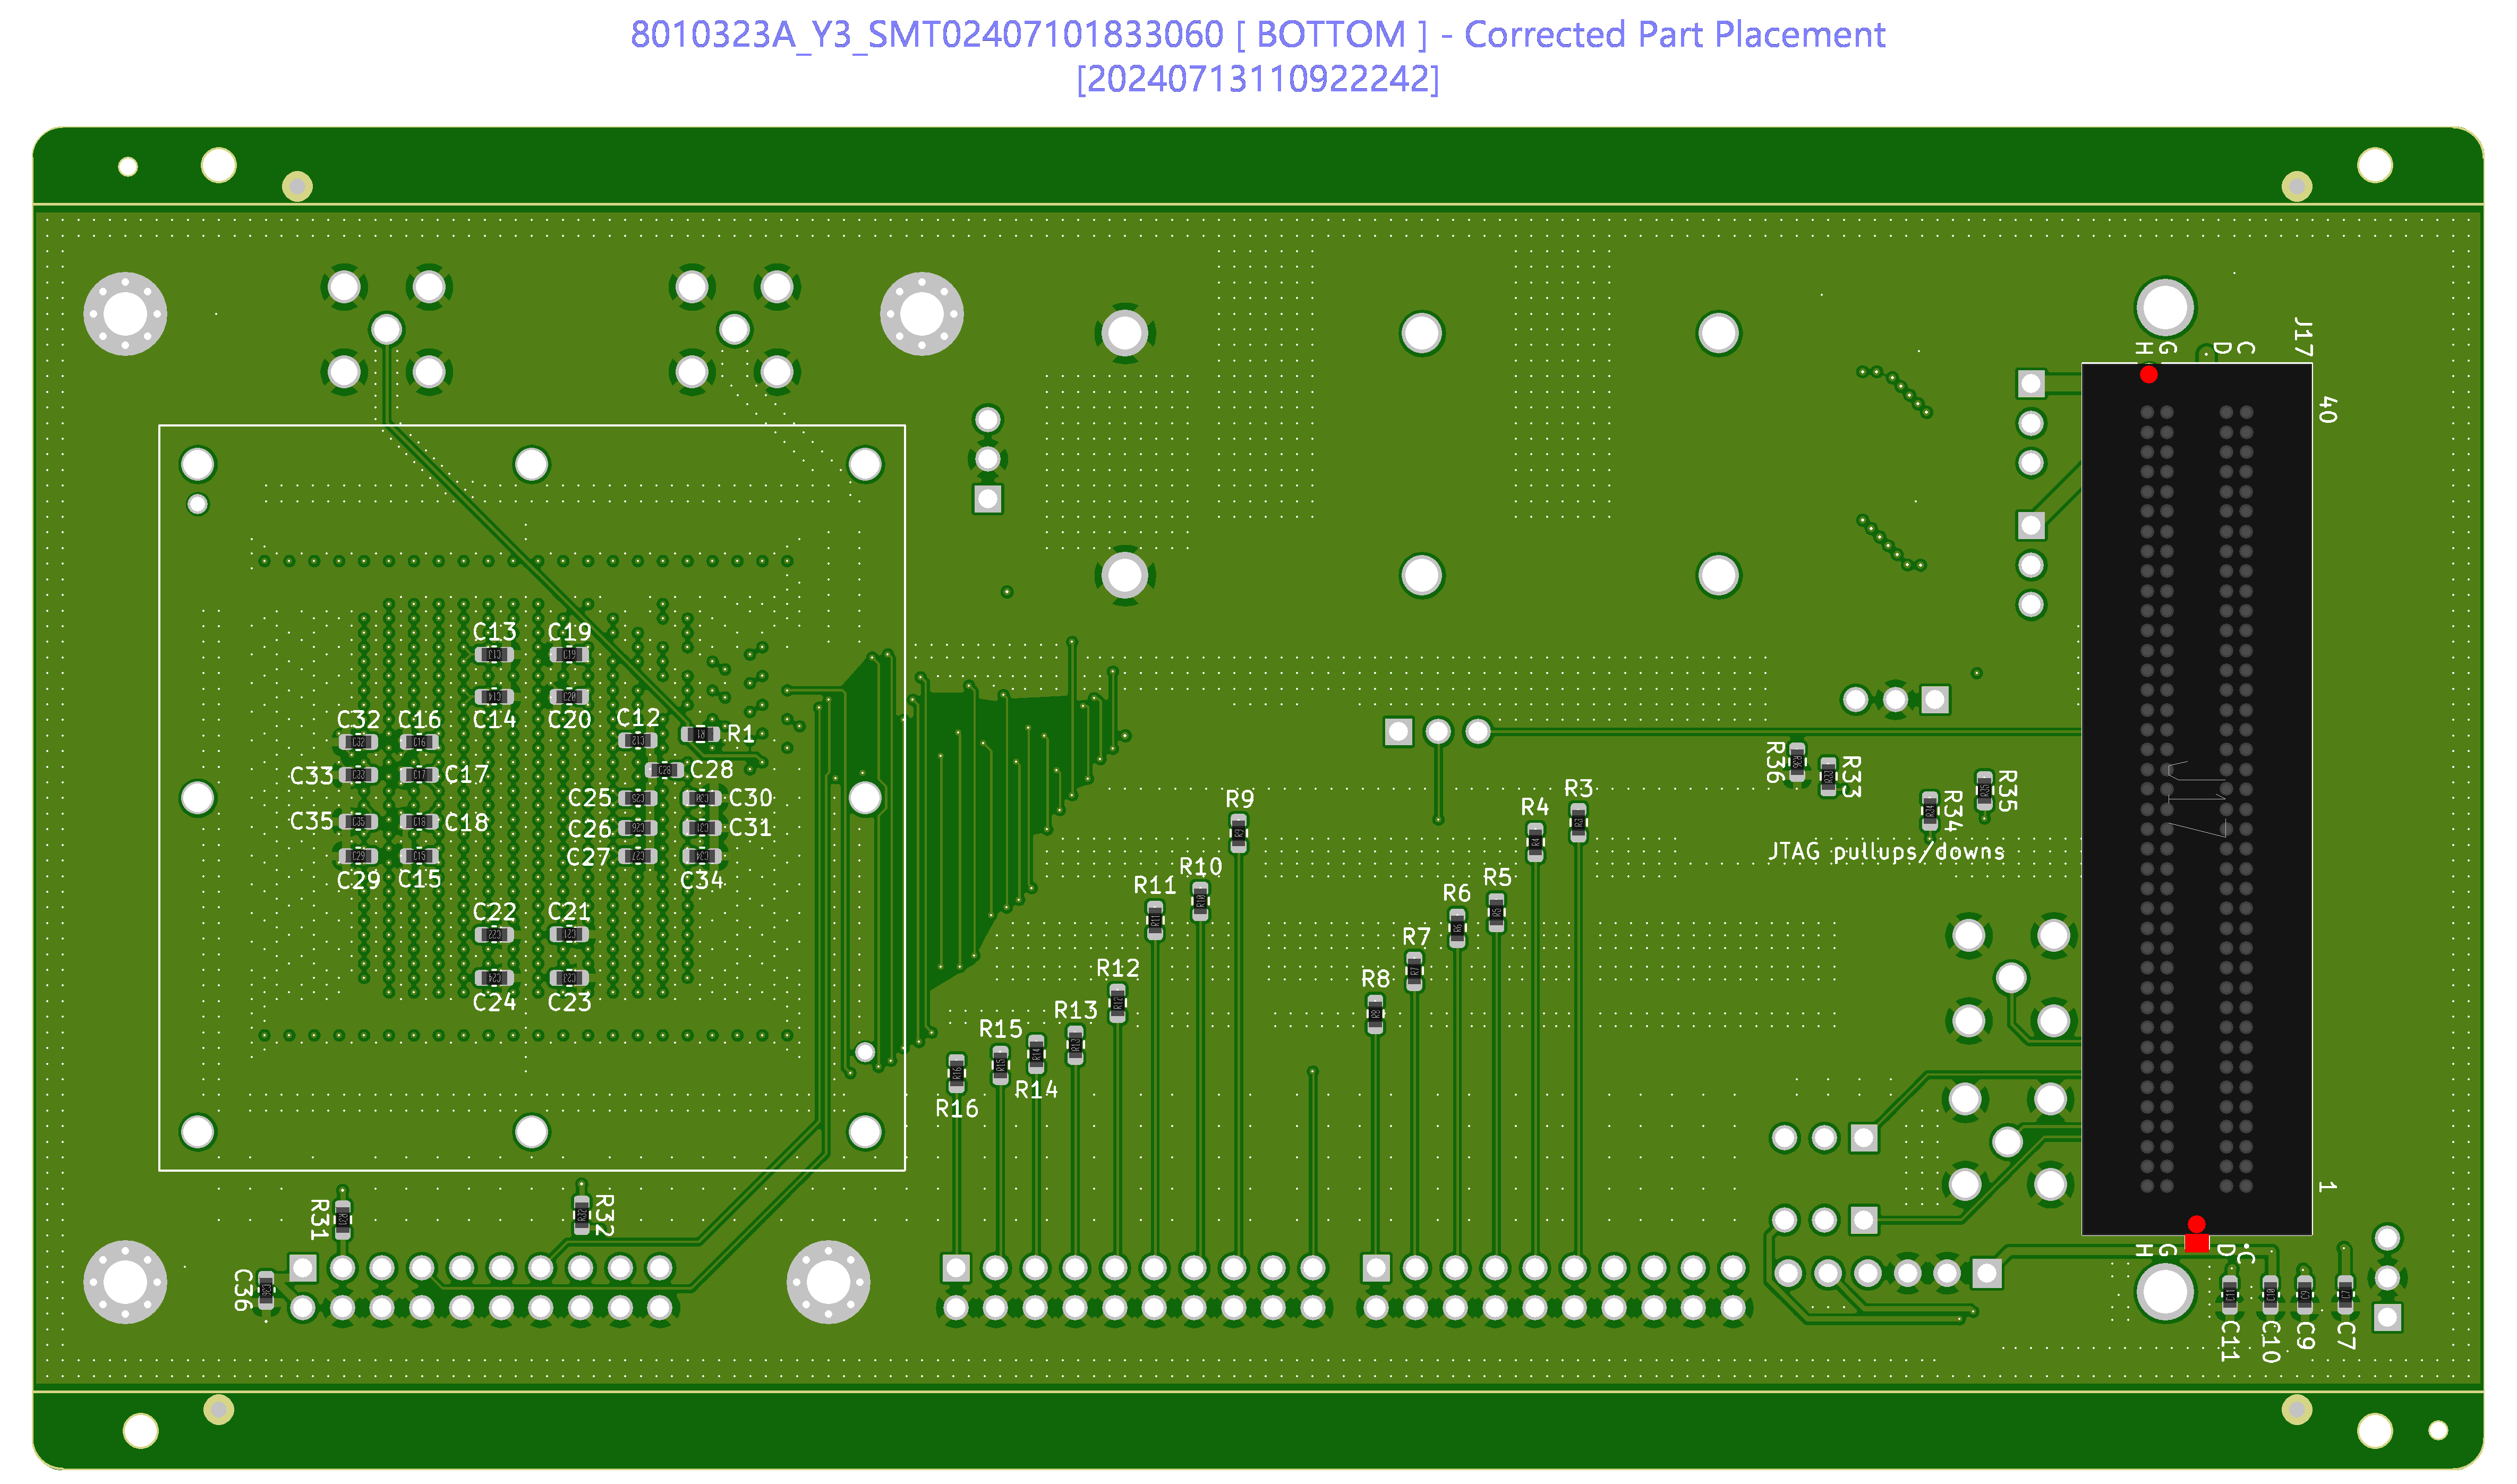 8010323A_Y3_SMT02407101833060 [ BOTTOM ] - Corrected Part Placement
[20240713110922242]
J17
H G D C
40
C13 C19
C14 C20
C32 C16 C12 R1
C33 C17 C28
C25 C30
C35 C18 C26 C31
C27
C29 C15 C34
C22 C21
C24 C23
R36 R33 R34 R35
JTAG pullups/downs
R9 R4 R3
R11 R10 R6 R5
R8 R7
R15 R13 R12
R16 R14
1
R31 R32
C36
H G D C
C11 C10 C9 C7